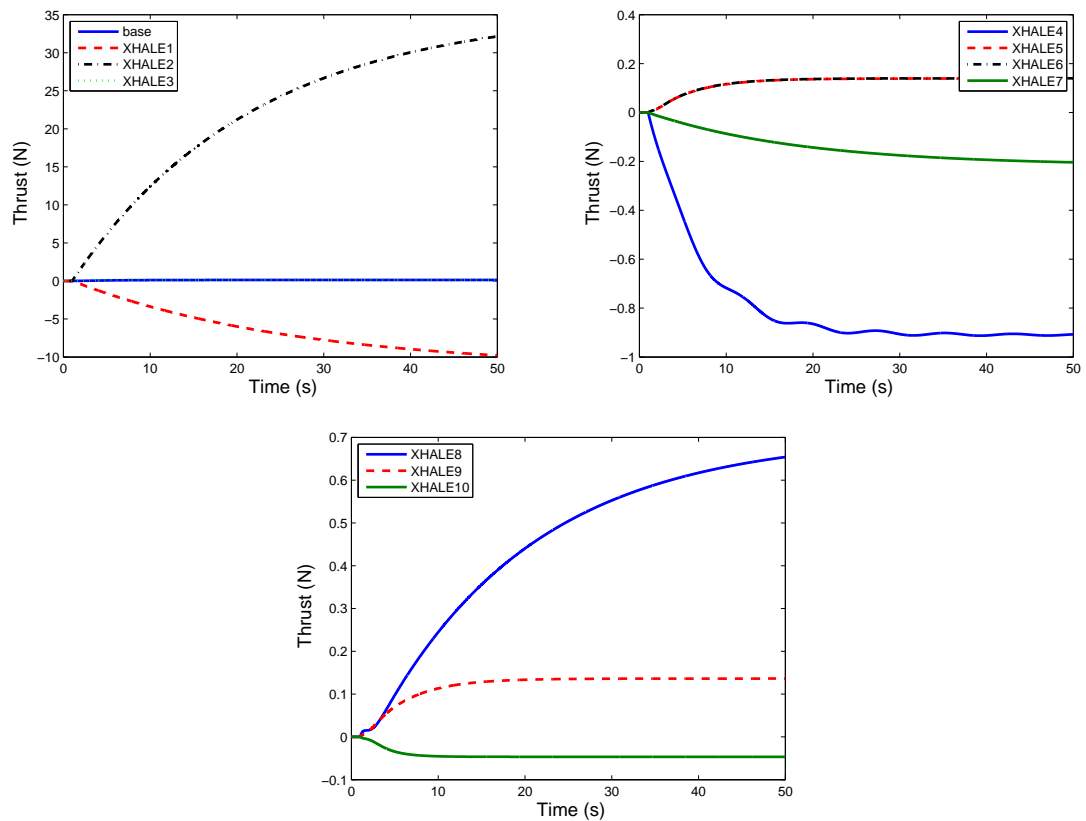 base
XHALE1
XHALE2
XHALE3
35
30
25
20
15
10
5
0
−5
−10
Thrust (N)
0
10
20
30
40
50
Time (s)
XHALE4
XHALE5
XHALE6
XHALE7
0.4
0.2
0
−0.2
−0.4
−0.6
−0.8
−1
Thrust (N)
0
10
20
30
40
50
Time (s)
XHALE8
XHALE9
XHALE10
0.7
0.6
0.5
0.4
0.3
0.2
0.1
0
−0.1
Thrust (N)
0
10
20
30
40
50
Time (s)